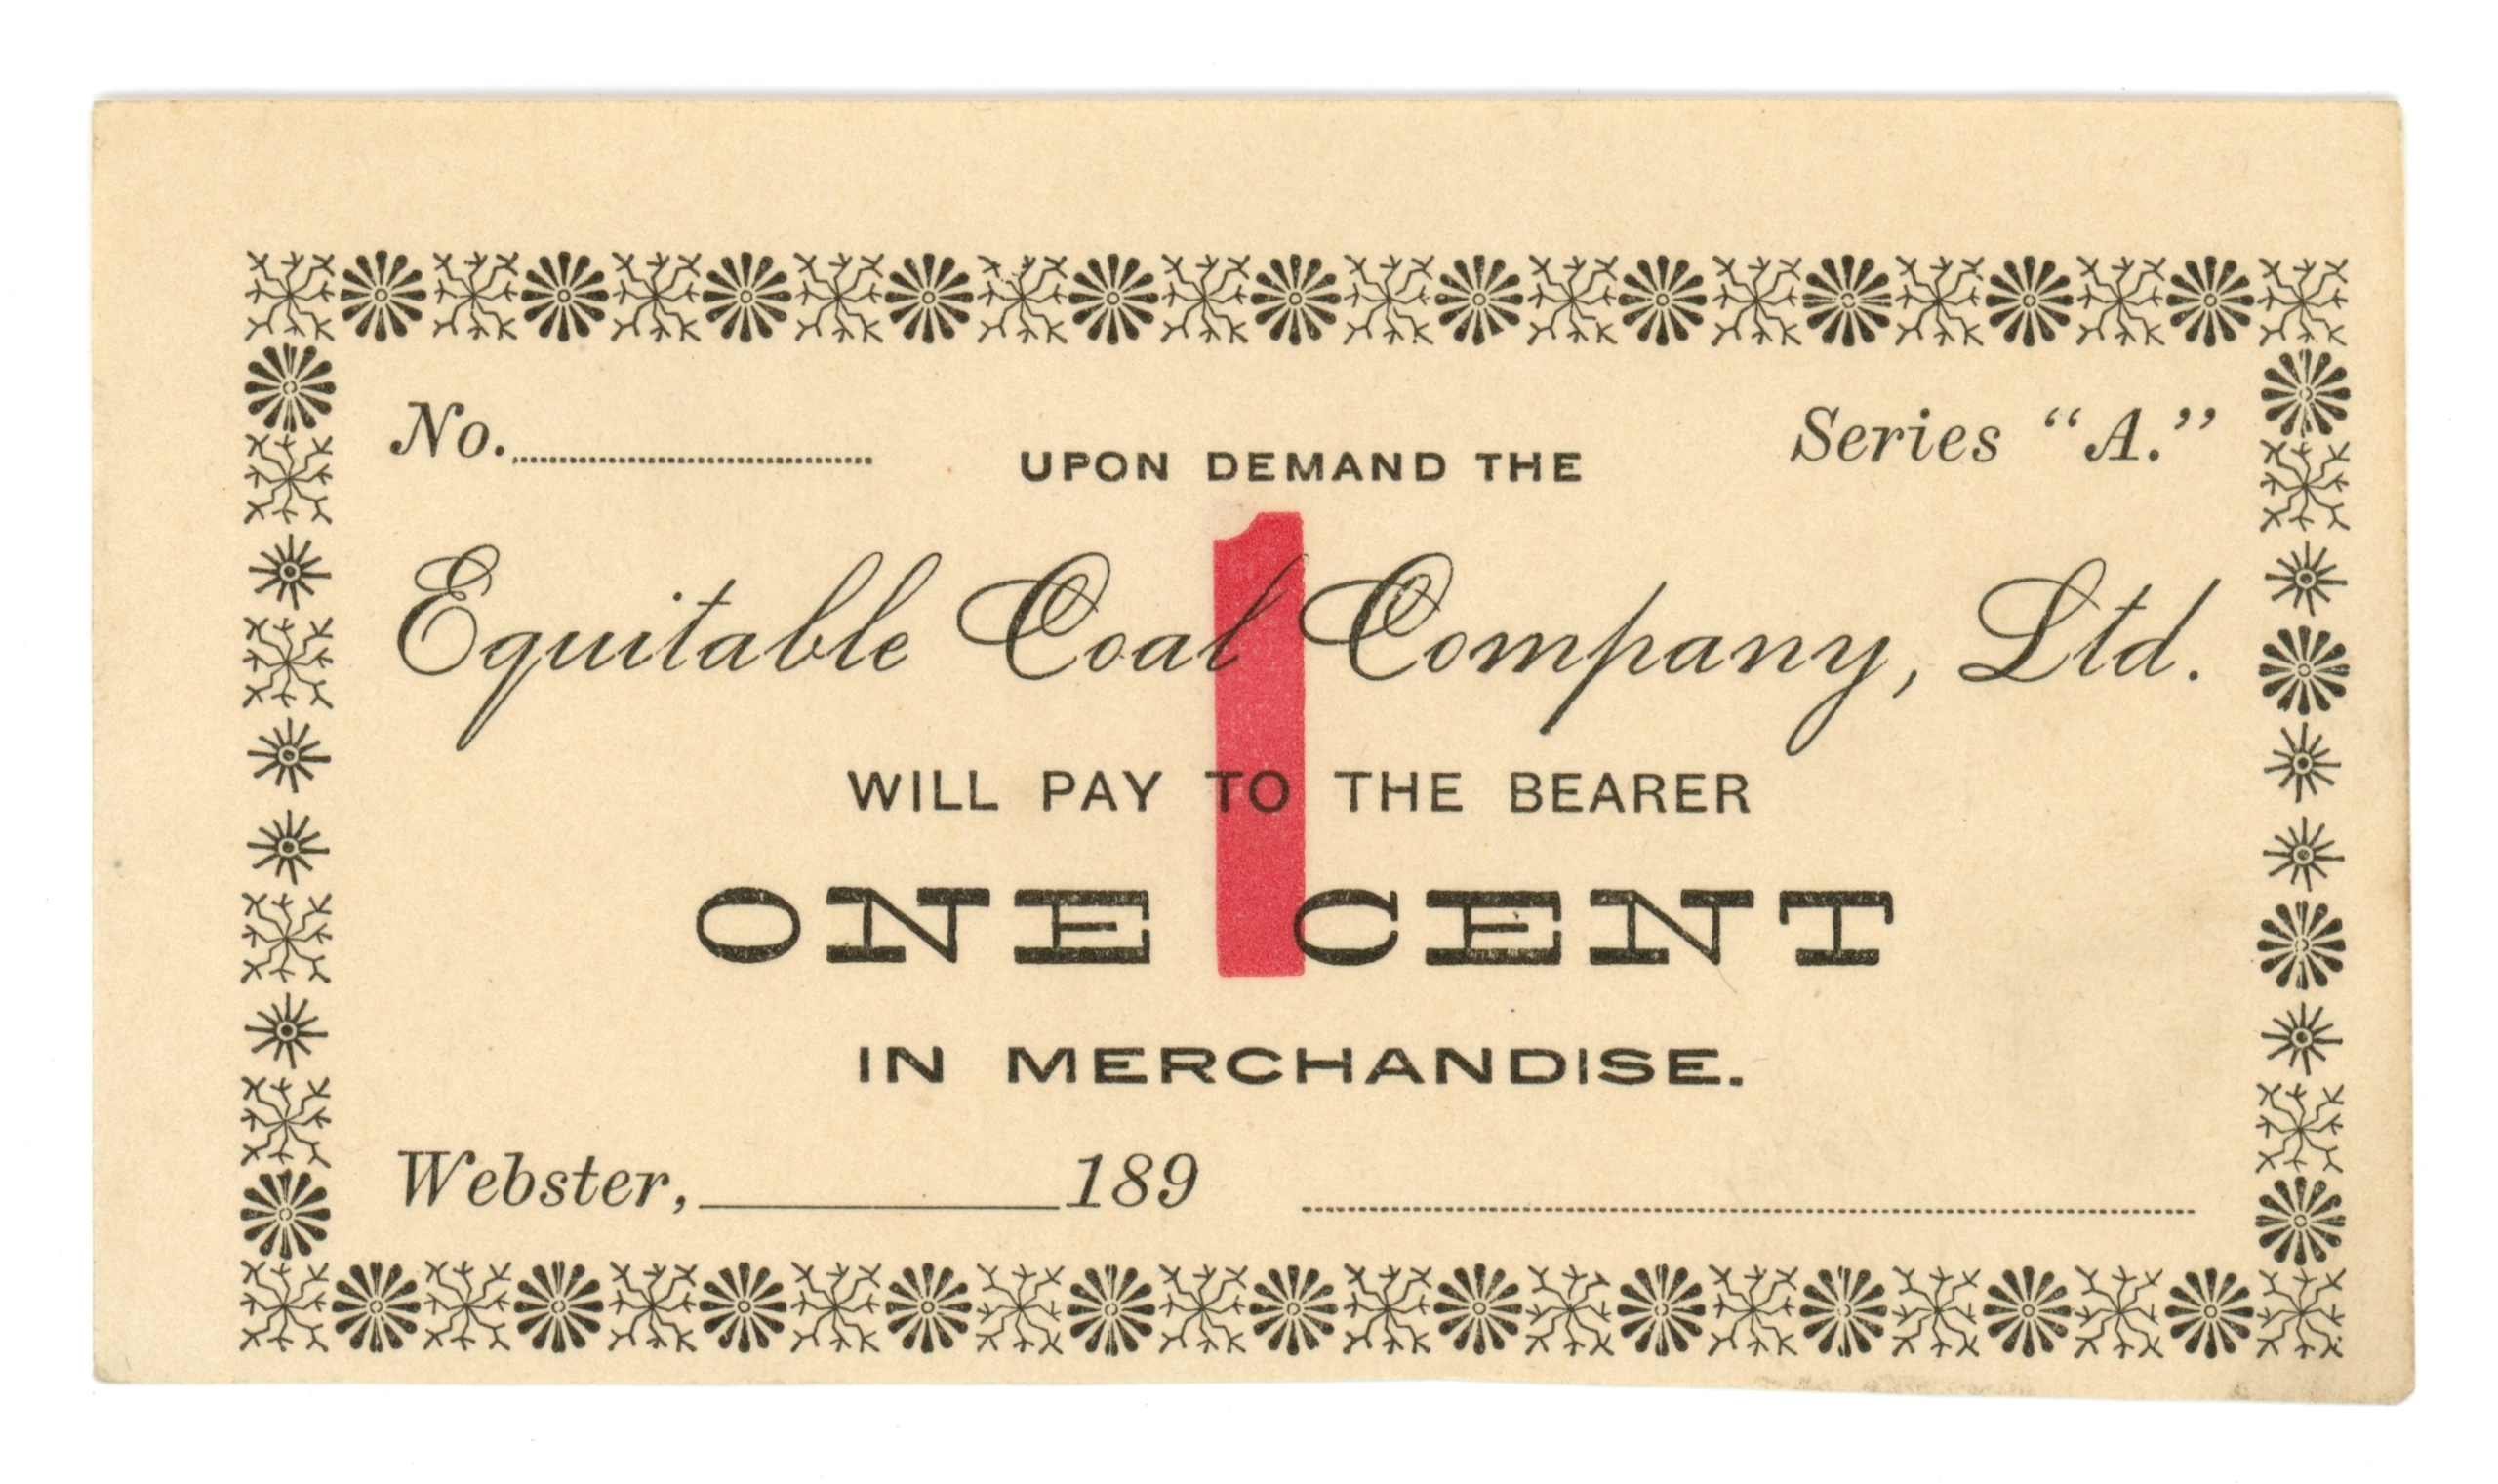 No.
Series “A.”
UPON DEMAND THE
1
Equitable Coal Company, Ltd.
WILL PAY TO THE BEARER
ONE CENT
IN MERCHANDISE.
Webster, 189